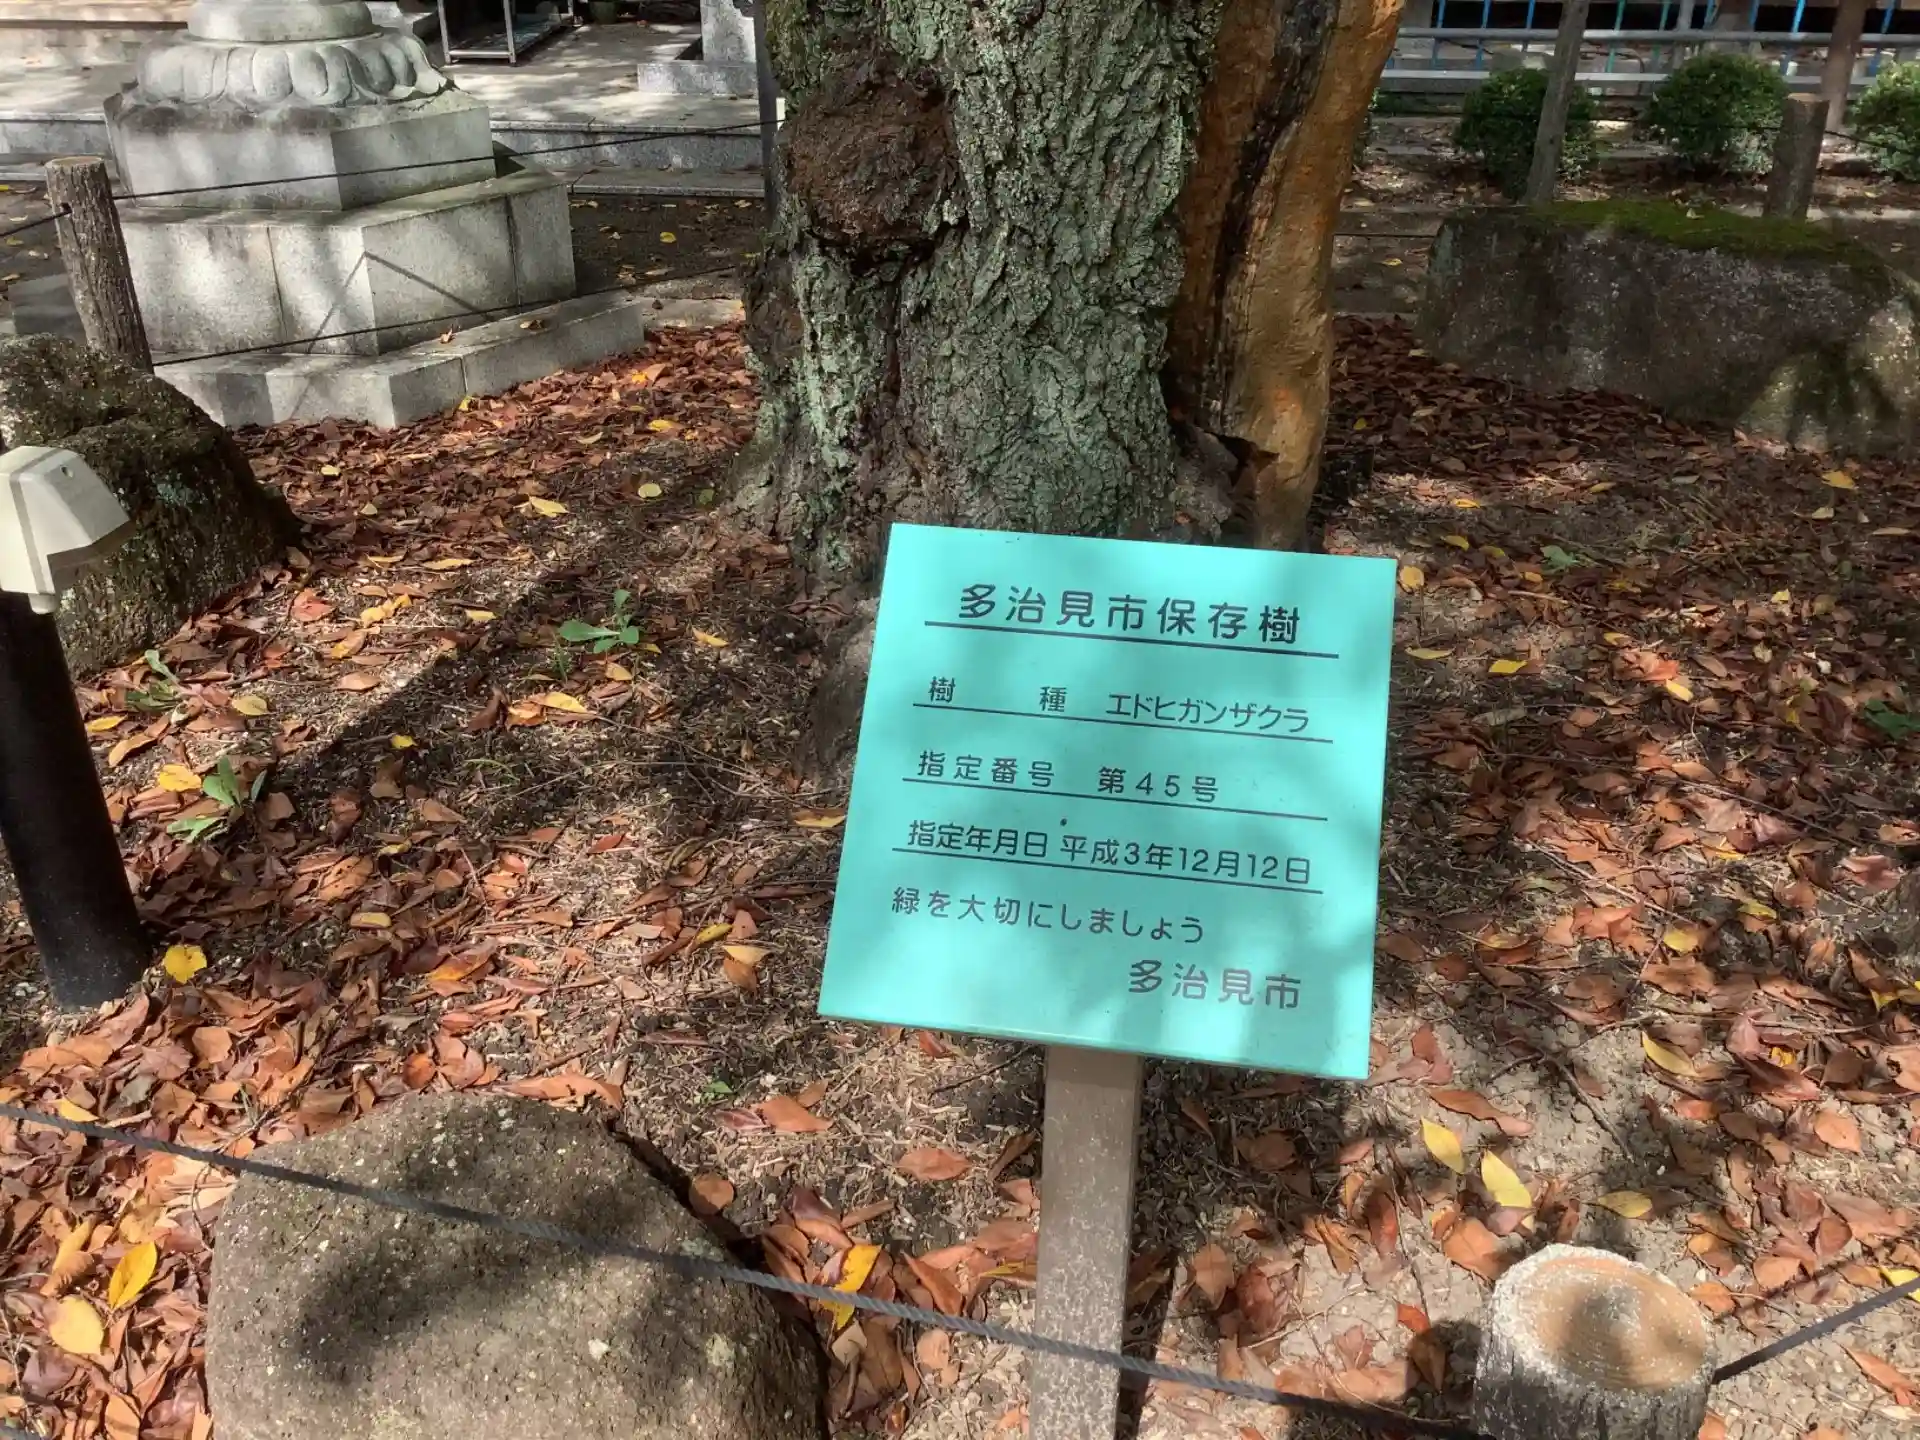 多治見市保存樹
樹　種　エドヒガンザクラ
指定番号　第45号
指定年月日 平成3年12月12日
緑を大切にしましょう
多治見市